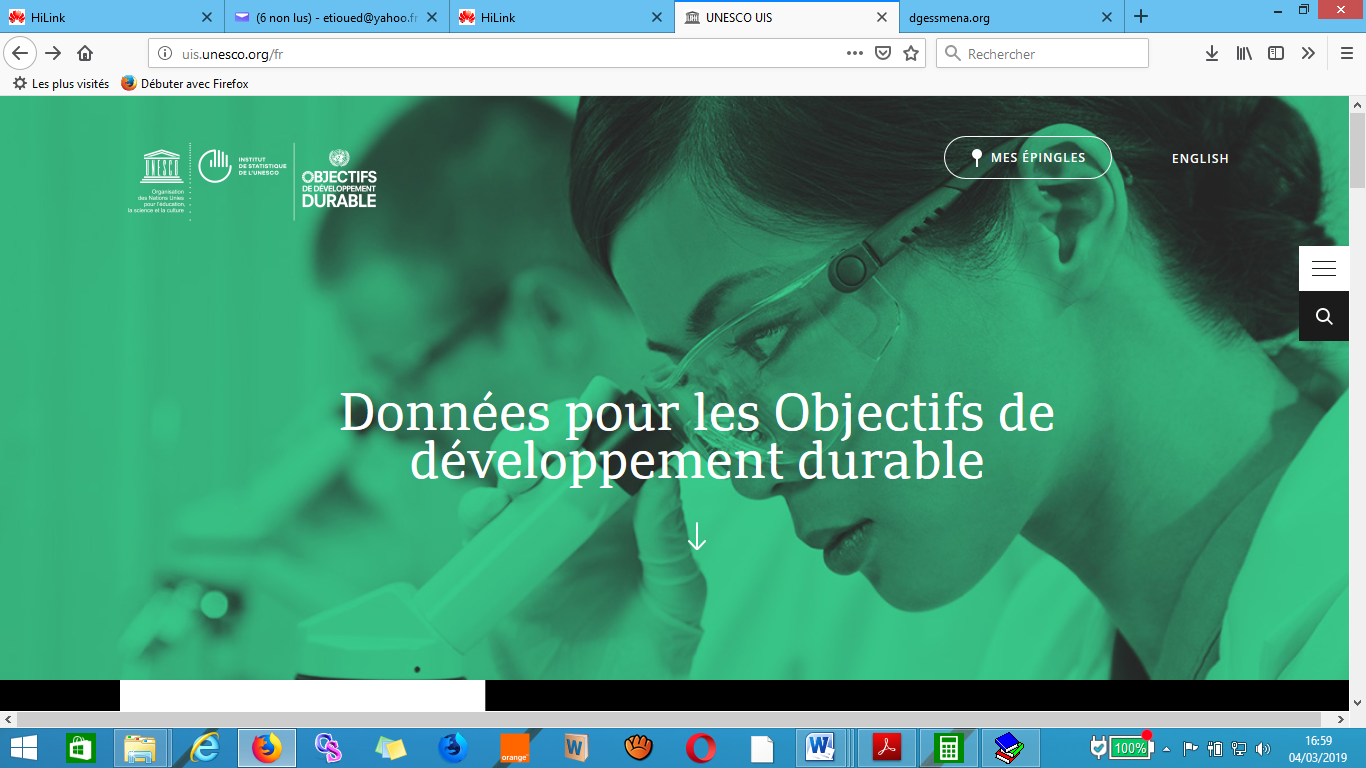 HiLink
(6 non lus) - etioued@yahoo.fr
HiLink
UNESCO UIS
dgessmena.org
uis.unesco.org/fr
Rechercher
Les plus visités
Débuter avec Firefox
UNESCO
Organisation
des Nations Unies
pour l'éducation,
la science et la culture
INSTITUT
DE STATISTIQUE
DE L'UNESCO
OBJECTIFS
DE DÉVELOPPEMENT
DURABLE
MES ÉPINGLES
ENGLISH
Données pour les Objectifs de
développement durable
orange
W
W
100%
16:59
04/03/2019